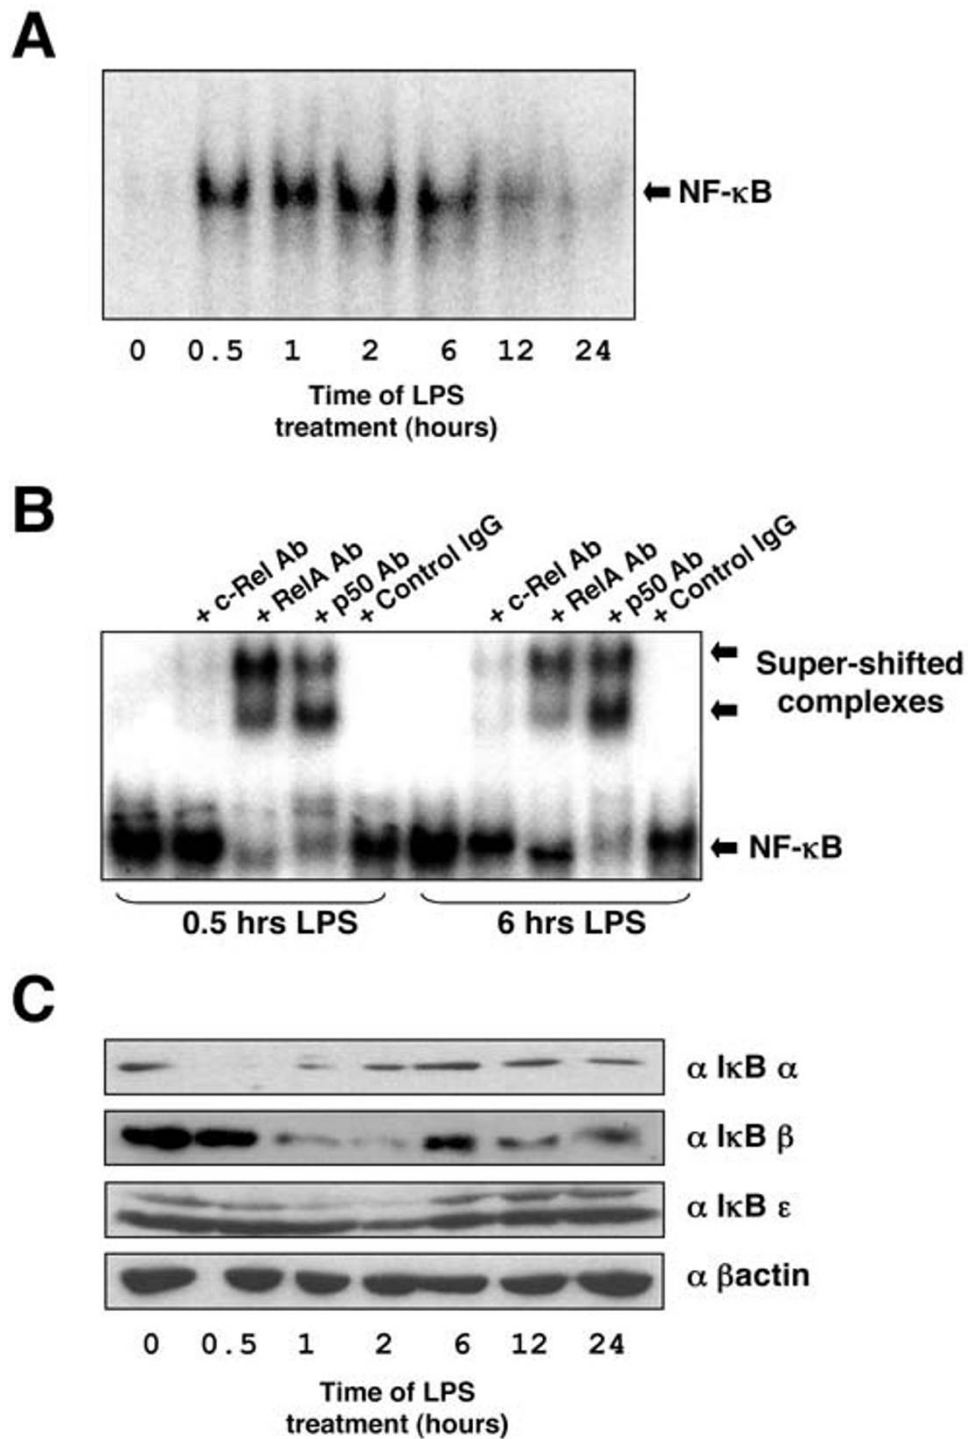 A
NF-κB
0 0.5 1 2 6 12 24
Time of LPS
treatment (hours)
B
+ c-Rel Ab
+ RelA Ab
+ p50 Ab
+ Control IgG
+ c-Rel Ab
+ RelA Ab
+ p50 Ab
+ Control IgG
Super-shifted
complexes
NF-κB
0.5 hrs LPS 6 hrs LPS
C
α IκB α
α IκB β
α IκB ε
α βactin
0 0.5 1 2 6 12 24
Time of LPS
treatment (hours)